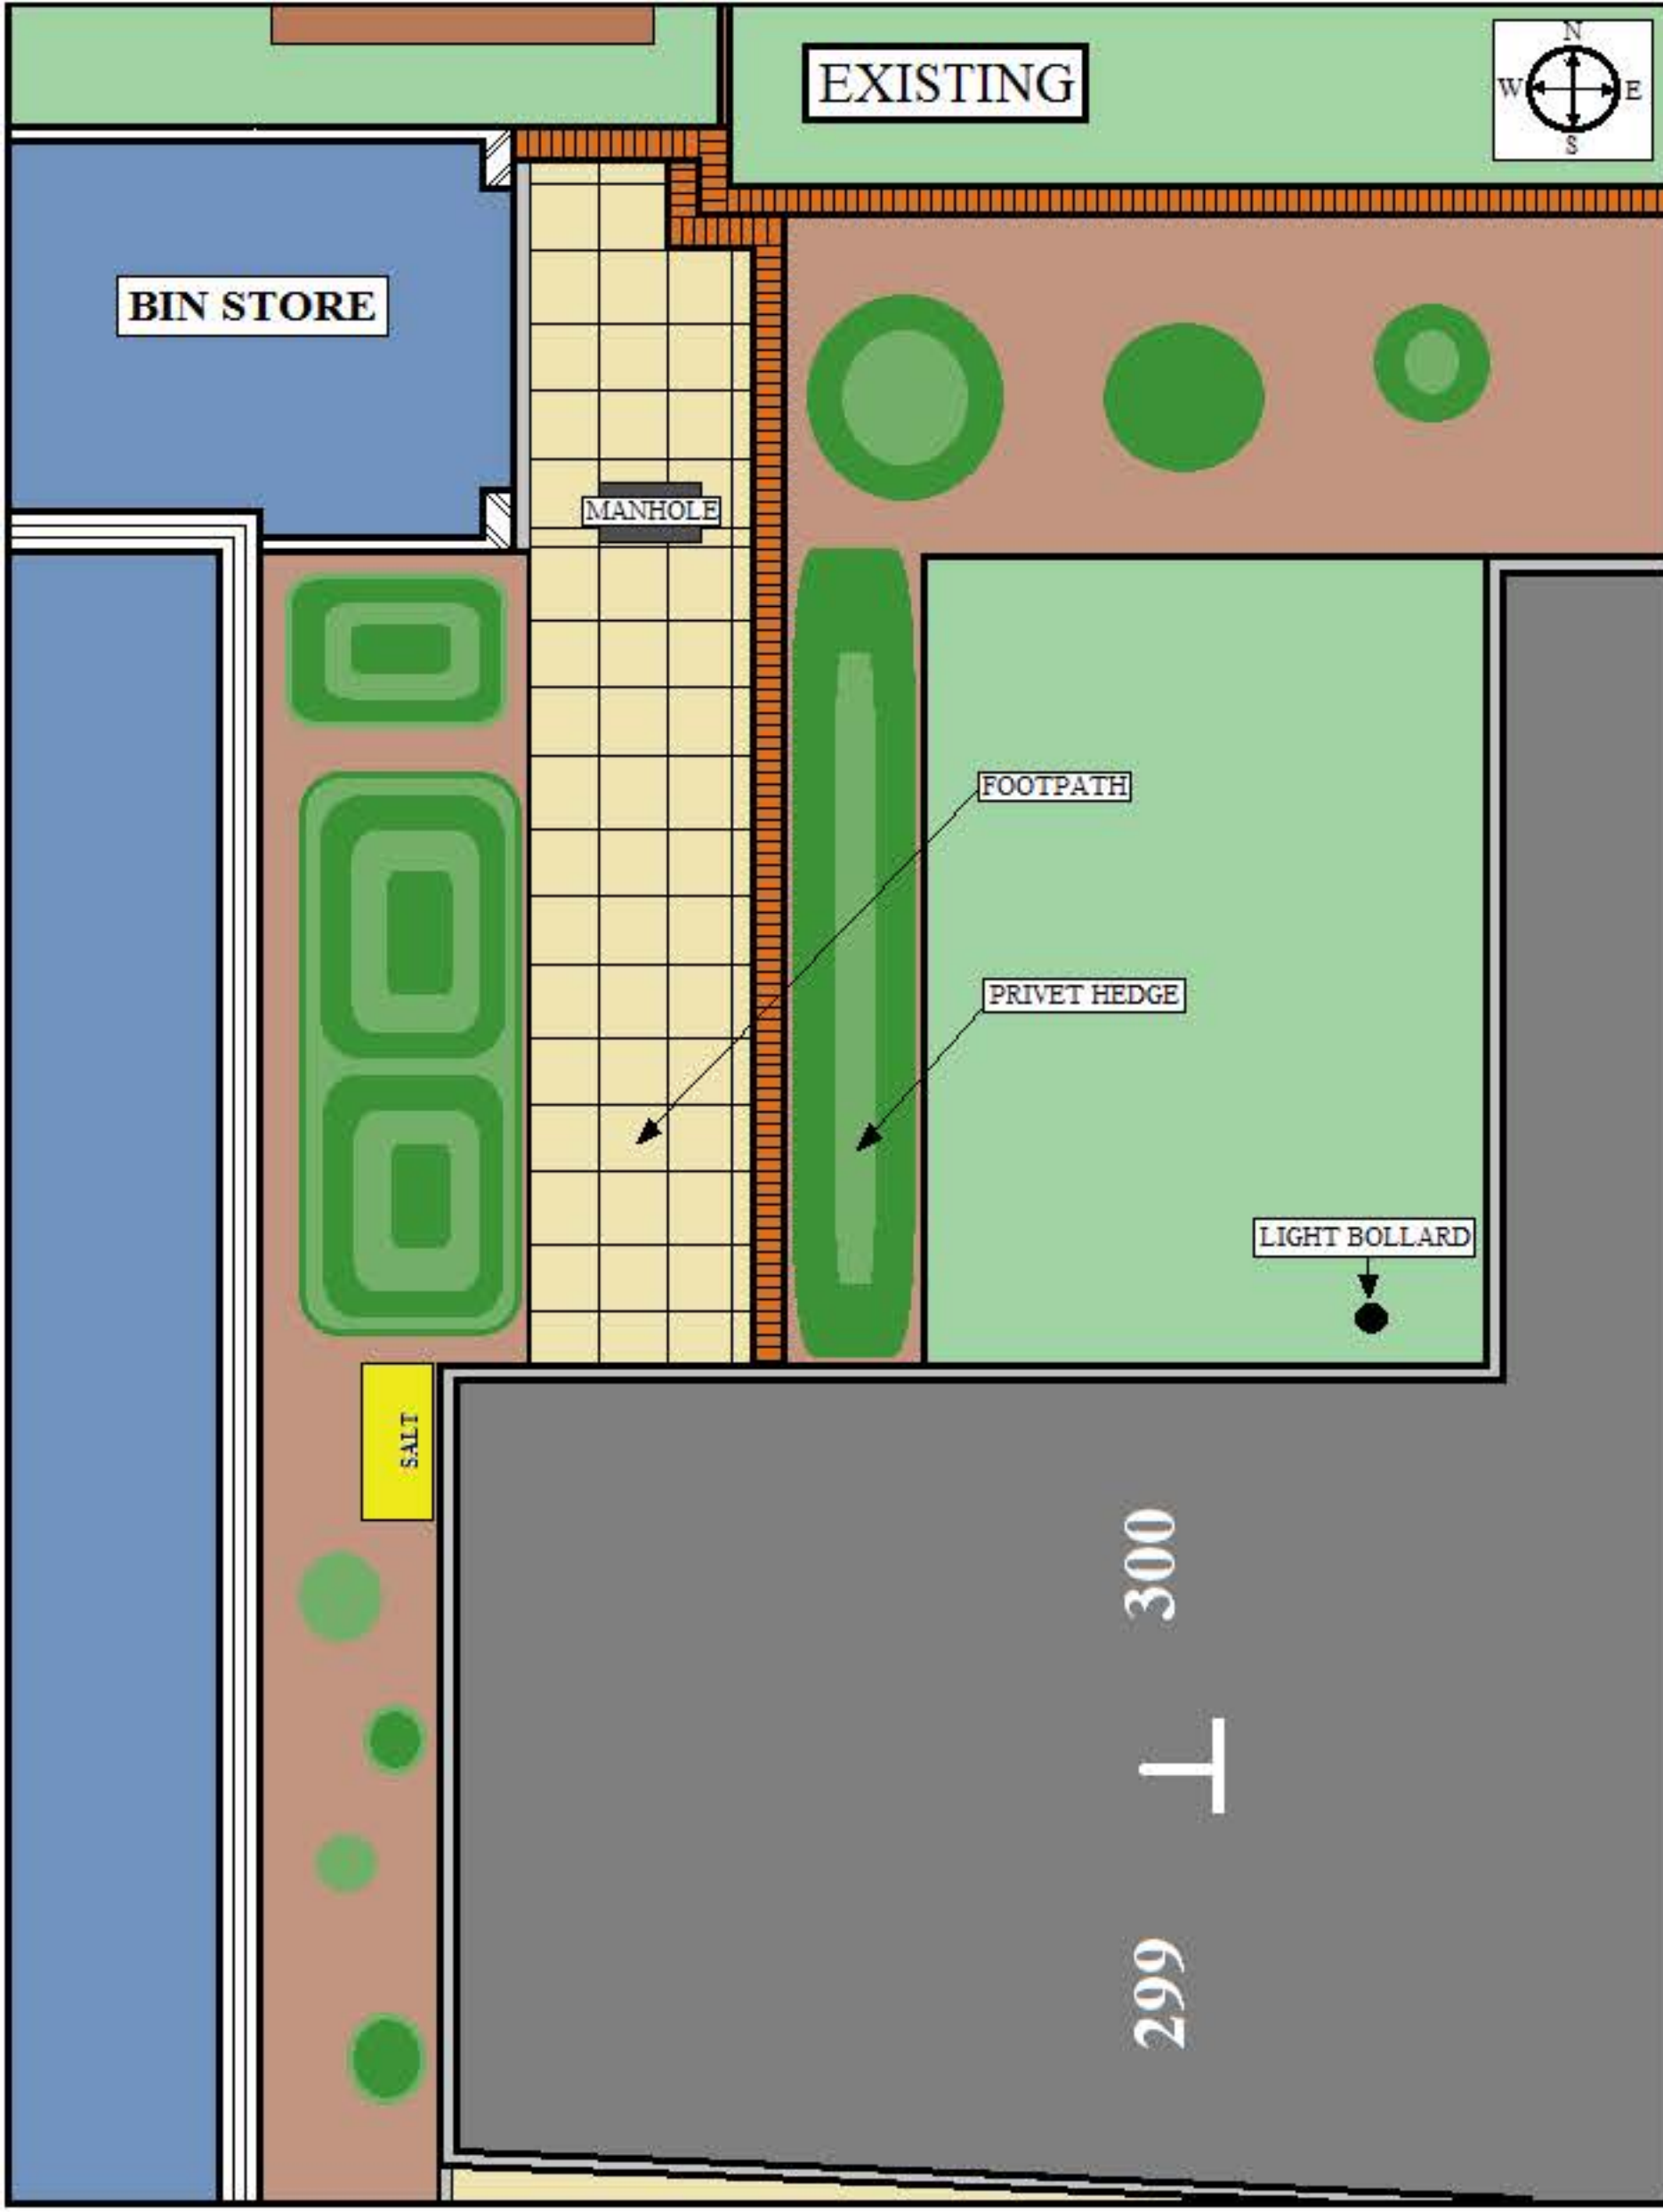 N
EXISTING
W E
S
BIN STORE
MANHOLE
FOOTPATH
PRIVET HEDGE
LIGHT BOLLARD
SALT
300
299